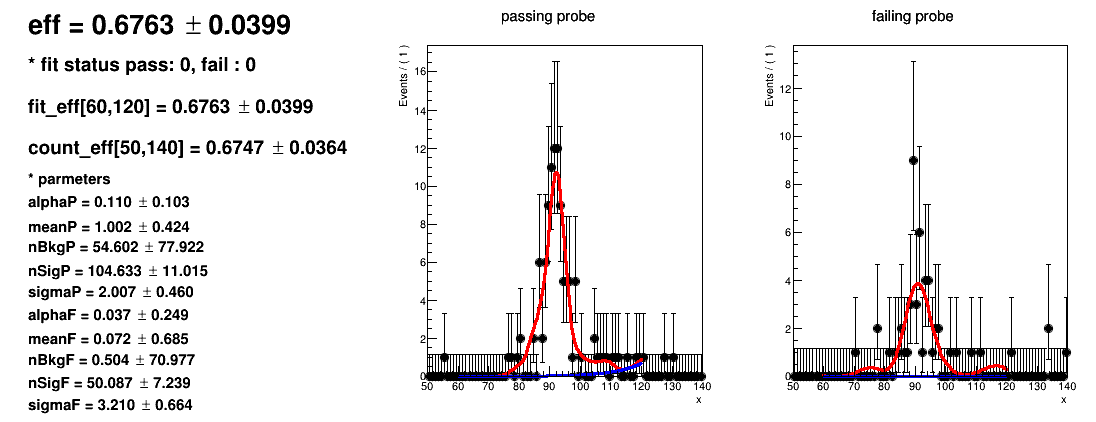 eff = 0.6763 ± 0.0399
* fit status pass: 0, fail : 0
fit_eff[60,120] = 0.6763 ± 0.0399
count_eff[50,140] = 0.6747 ± 0.0364
* parmeters
alphaP = 0.110 ± 0.103
meanP = 1.002 ± 0.424
nBkgP = 54.602 ± 77.922
nSigP = 104.633 ± 11.015
sigmaP = 2.007 ± 0.460
alphaF = 0.037 ± 0.249
meanF = 0.072 ± 0.685
nBkgF = 0.504 ± 70.977
nSigF = 50.087 ± 7.239
sigmaF = 3.210 ± 0.664
passing probe
Events / ( 1 )
16
14
12
10
8
6
4
2
0
50 60 70 80 90 100 110 120 130 140
x
failing probe
Events / ( 1 )
12
10
8
6
4
2
0
50 60 70 80 90 100 110 120 130 140
x